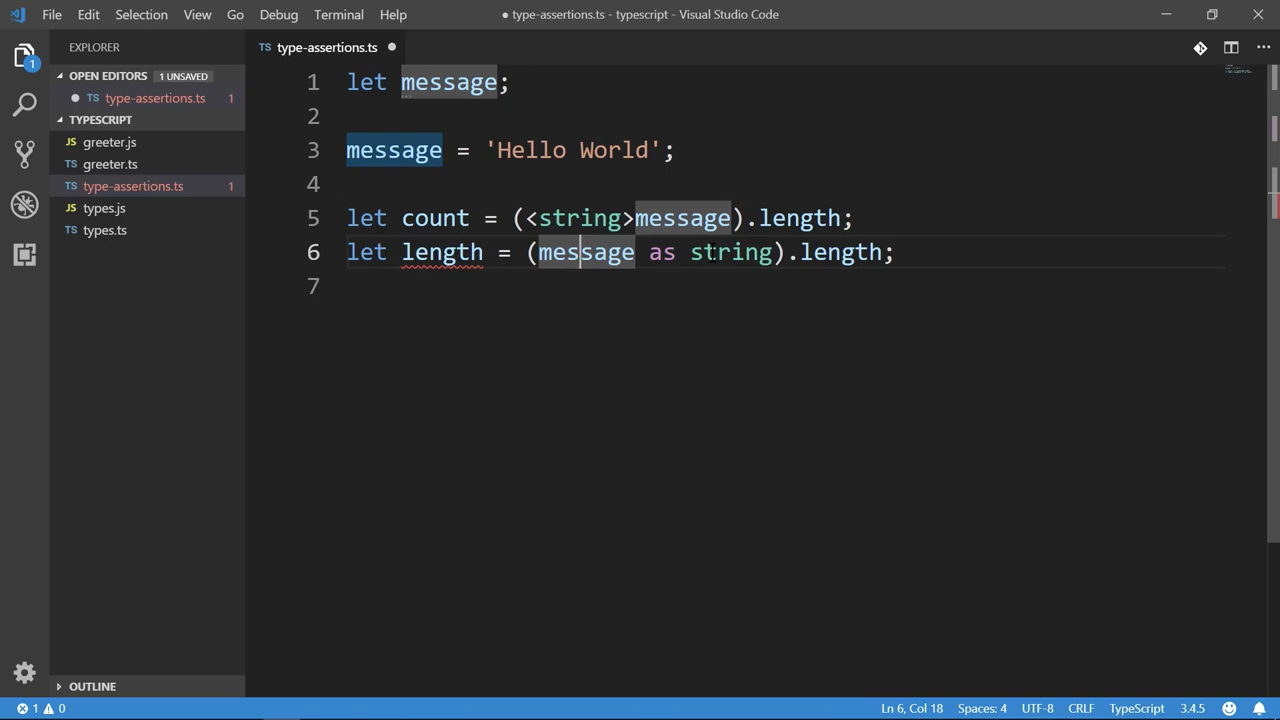 File Edit Selection View Go Debug Terminal Help
● type-assertions.ts - typescript - Visual Studio Code
EXPLORER
1
OPEN EDITORS 1 UNSAVED
TS type-assertions.ts 1
TYPESCRIPT
JS greeter.js
TS greeter.ts
TS type-assertions.ts 1
JS types.js
TS types.ts
OUTLINE
TS type-assertions.ts ●
1 let message;
2
3 message = 'Hello World';
4
5 let count = (<string>message).length;
6 let length = (message as string).length;
7
1 0
Ln 6, Col 18 Spaces: 4 UTF-8 CRLF TypeScript 3.4.5